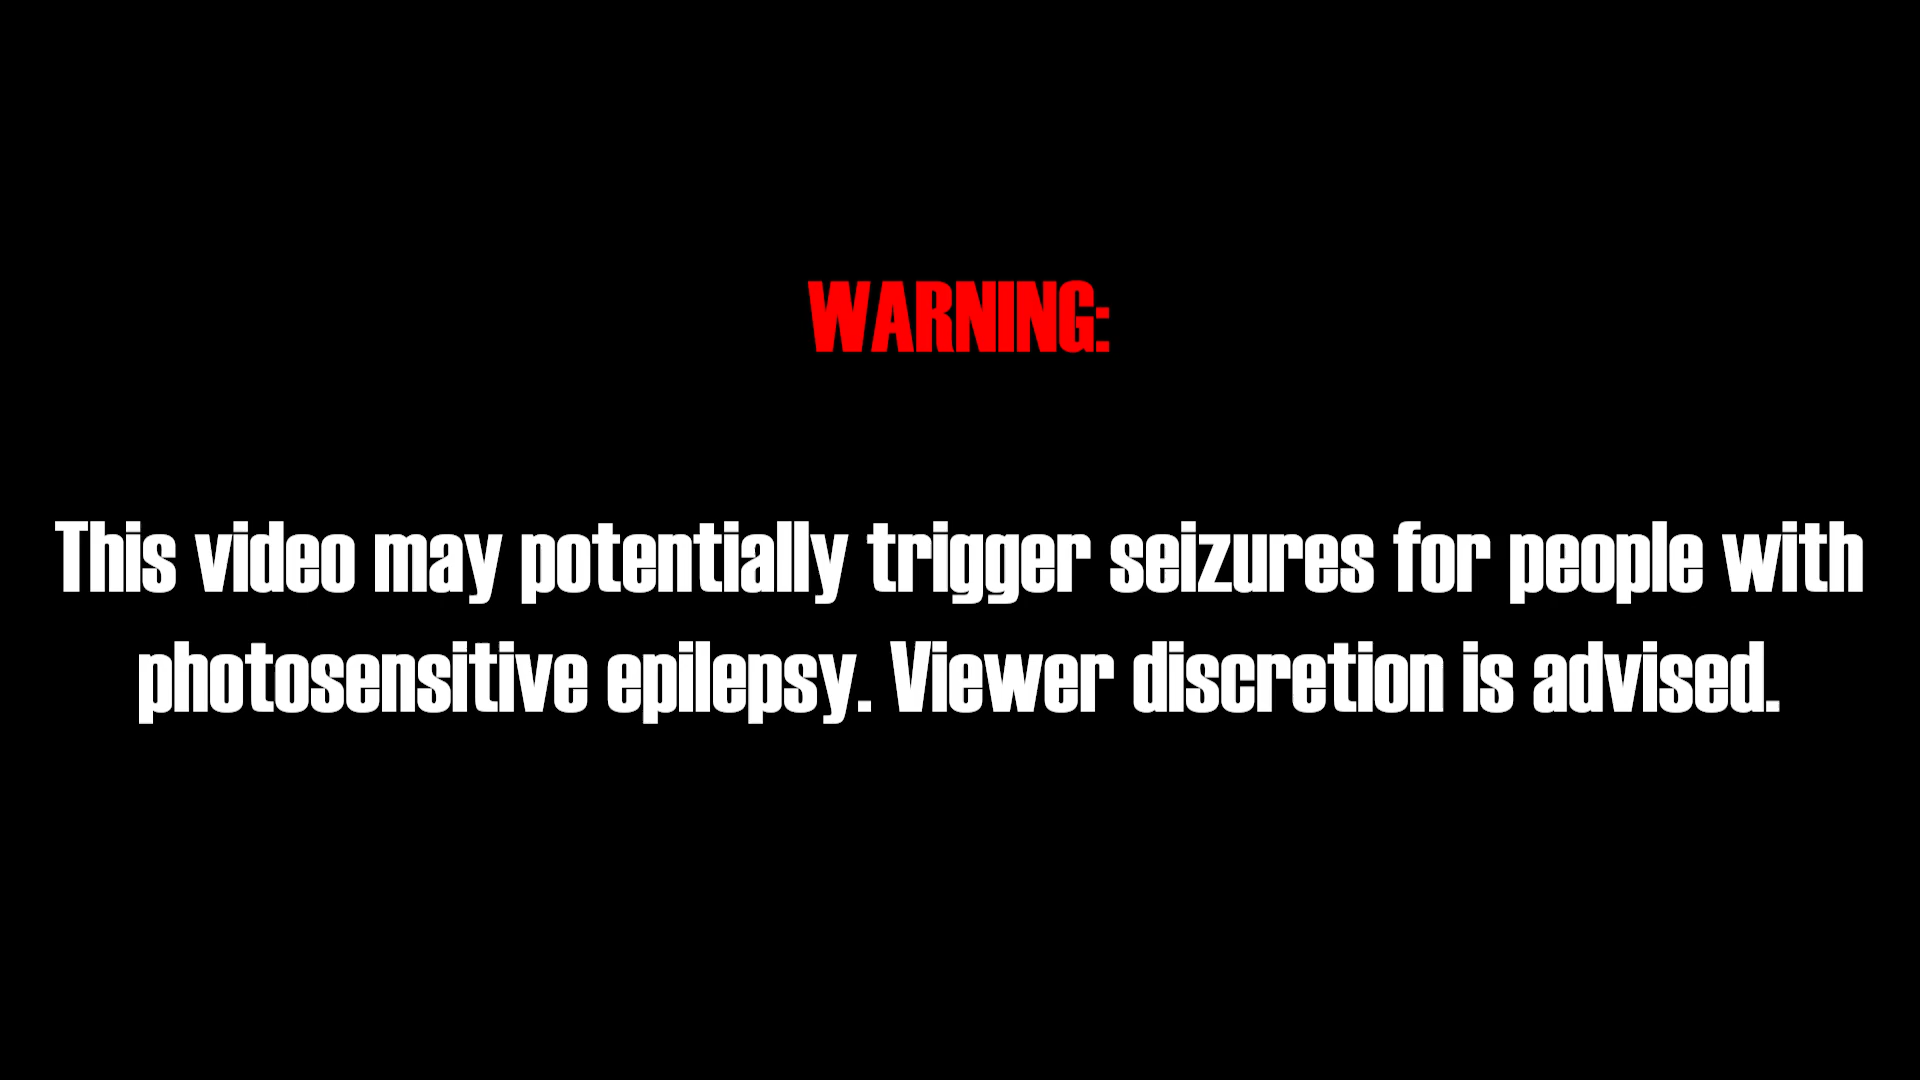 WARNING:
This video may potentially trigger seizures for people with
photosensitive epilepsy. Viewer discretion is advised.